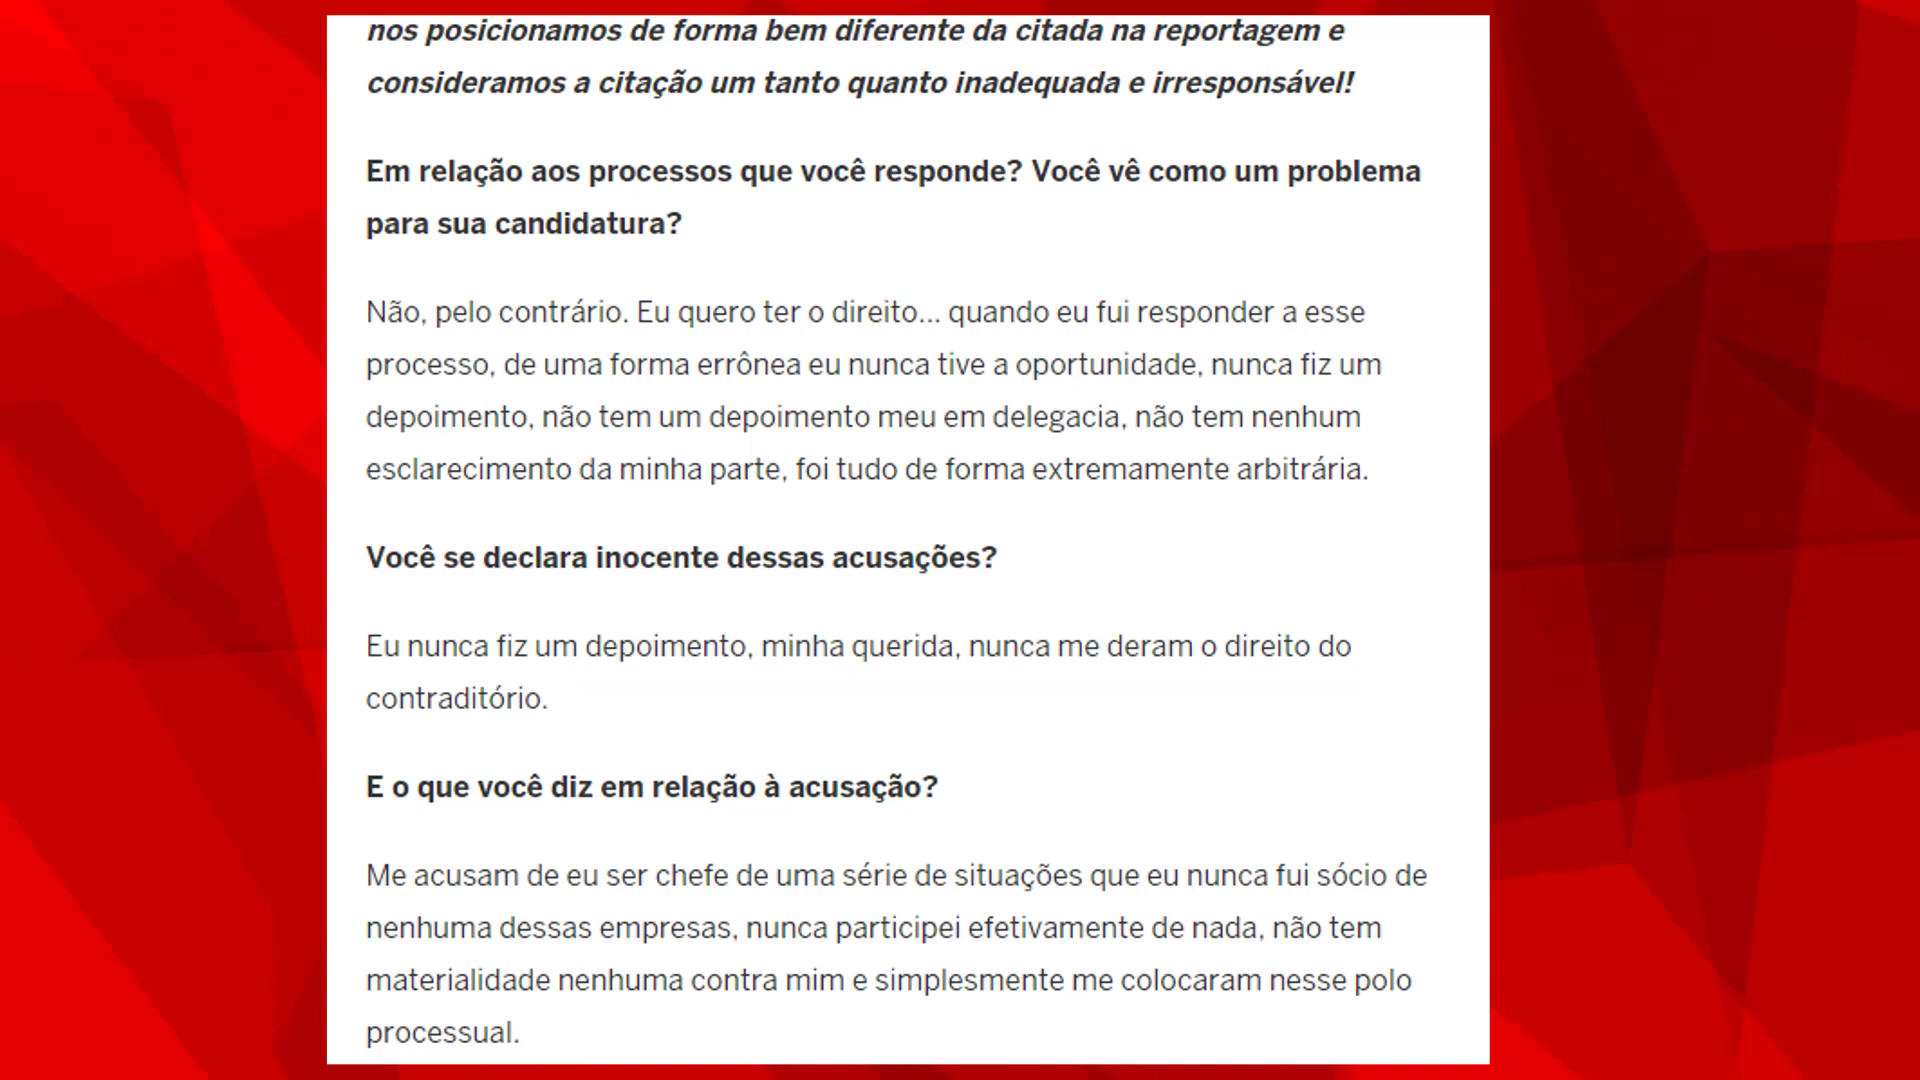 nos posicionamos de forma bem diferente da citada na reportagem e
consideramos a citação um tanto quanto inadequada e irresponsável!
Em relação aos processos que você responde? Você vê como um problema
para sua candidatura?
Não, pelo contrário. Eu quero ter o direito... quando eu fui responder a esse
processo, de uma forma errônea eu nunca tive a oportunidade, nunca fiz um
depoimento, não tem um depoimento meu em delegacia, não tem nenhum
esclarecimento da minha parte, foi tudo de forma extremamente arbitrária.
Você se declara inocente dessas acusações?
Eu nunca fiz um depoimento, minha querida, nunca me deram o direito do
contraditório.
E o que você diz em relação à acusação?
Me acusam de eu ser chefe de uma série de situações que eu nunca fui sócio de
nenhuma dessas empresas, nunca participei efetivamente de nada, não tem
materialidade nenhuma contra mim e simplesmente me colocaram nesse polo
processual.